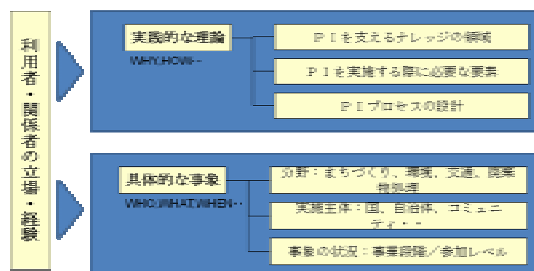 利用者・関係者の立場・経験
実践的な理論
WHY,HOW・・
ＰＩを支えるナレッジの領域
ＰＩを実施する際に必要な要素
ＰＩプロセスの設計
具体的な事象
WHO,WHAT,WHEN・・
分野：まちづくり、環境、交通、廃棄
物処理
実施主体：国、自治体、コミュニ
ティ・・
事象の状況：事業段階／参加レベル